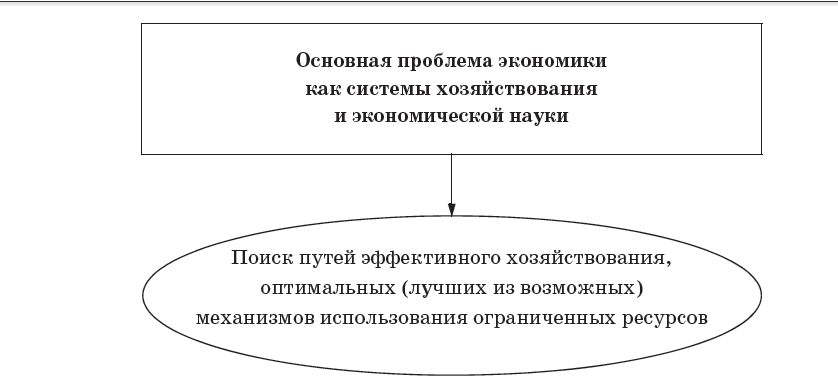 Основная проблема экономики
как системы хозяйствования
и экономической науки
Поиск путей эффективного хозяйствования,
оптимальных (лучших из возможных)
механизмов использования ограниченных ресурсов